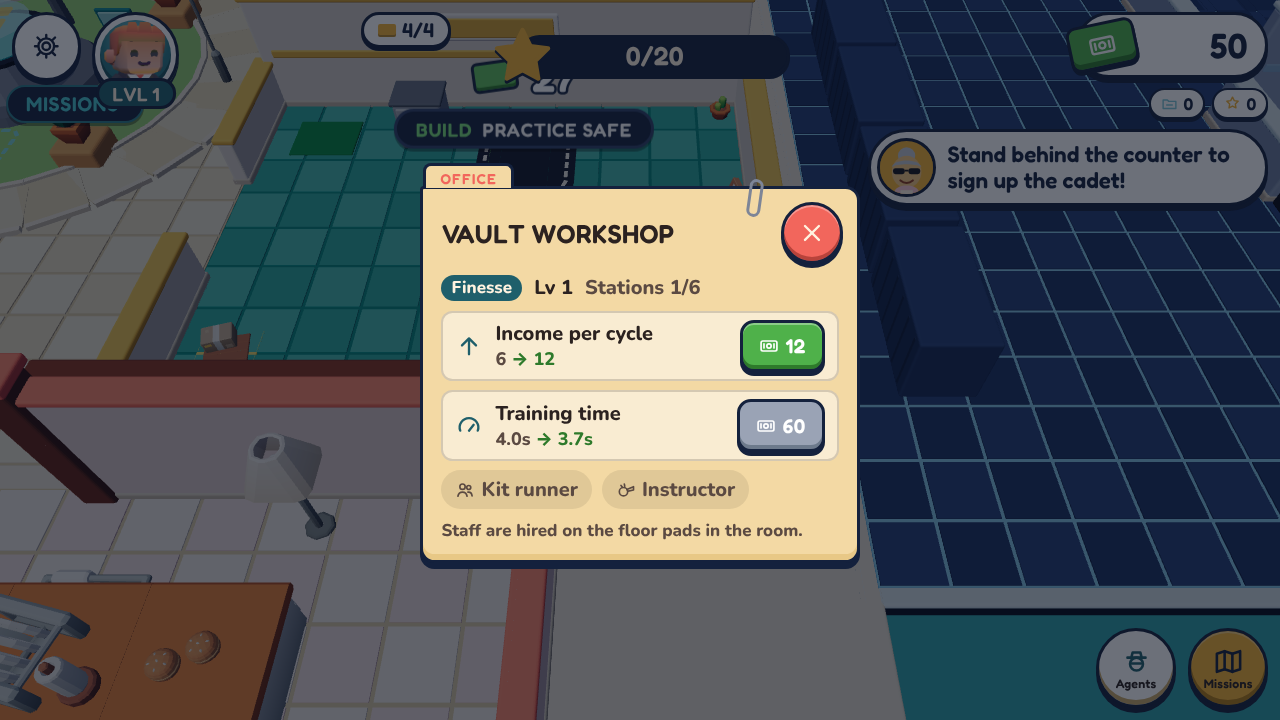 4/4
0/20
50
MISSIONS
LVL 1
27
0
0
BUILD PRACTICE SAFE
Stand behind the counter to
sign up the cadet!
OFFICE
VAULT WORKSHOP
Finesse Lv 1 Stations 1/6
Income per cycle
6 → 12
12
Training time
4.0s → 3.7s
60
Kit runner
Instructor
Staff are hired on the floor pads in the room.
Agents
Missions